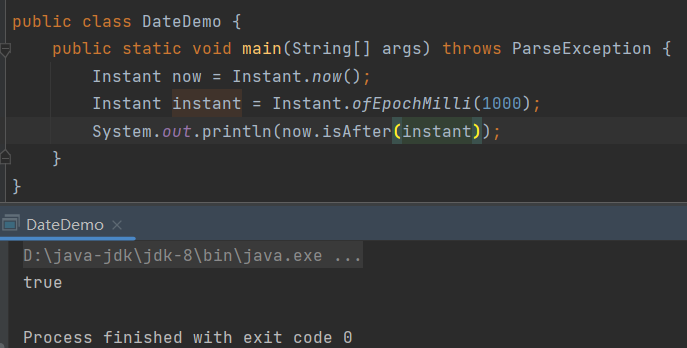 public class DateDemo {
    public static void main(String[] args) throws ParseException {
        Instant now = Instant.now();
        Instant instant = Instant.ofEpochMilli(1000);
        System.out.println(now.isAfter(instant));
    }
}
DateDemo ×
D:\java-jdk\jdk-8\bin\java.exe ...
true
Process finished with exit code 0